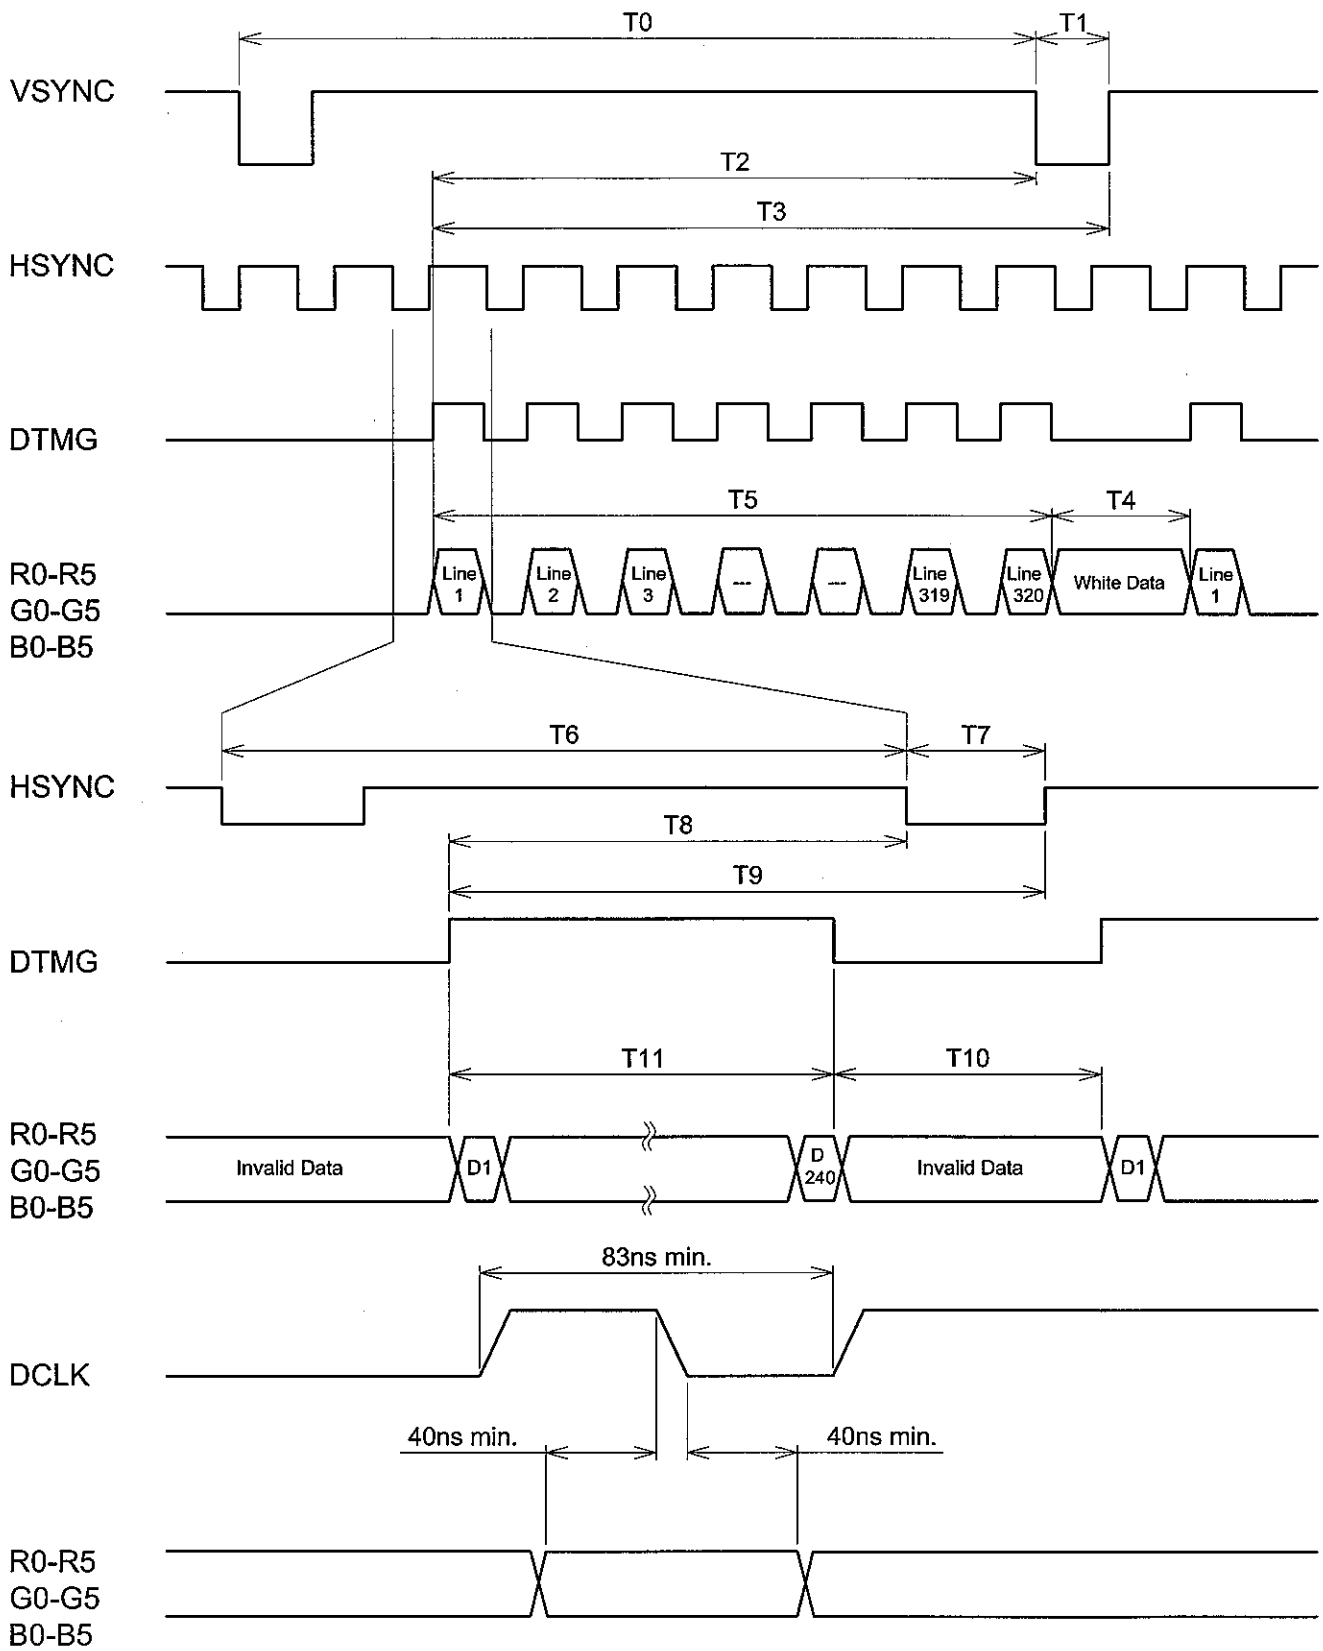 T0
T1
VSYNC
T2
T3
HSYNC
DTMG
T5
T4
R0-R5
G0-G5
B0-B5
Line
1
Line
2
Line
3
---
---
Line
319
Line
320
White Data
Line
1
T6
T7
HSYNC
T8
T9
DTMG
T11
T10
R0-R5
G0-G5
B0-B5
Invalid Data
D1
D
240
Invalid Data
D1
83ns min.
DCLK
40ns min.
40ns min.
R0-R5
G0-G5
B0-B5